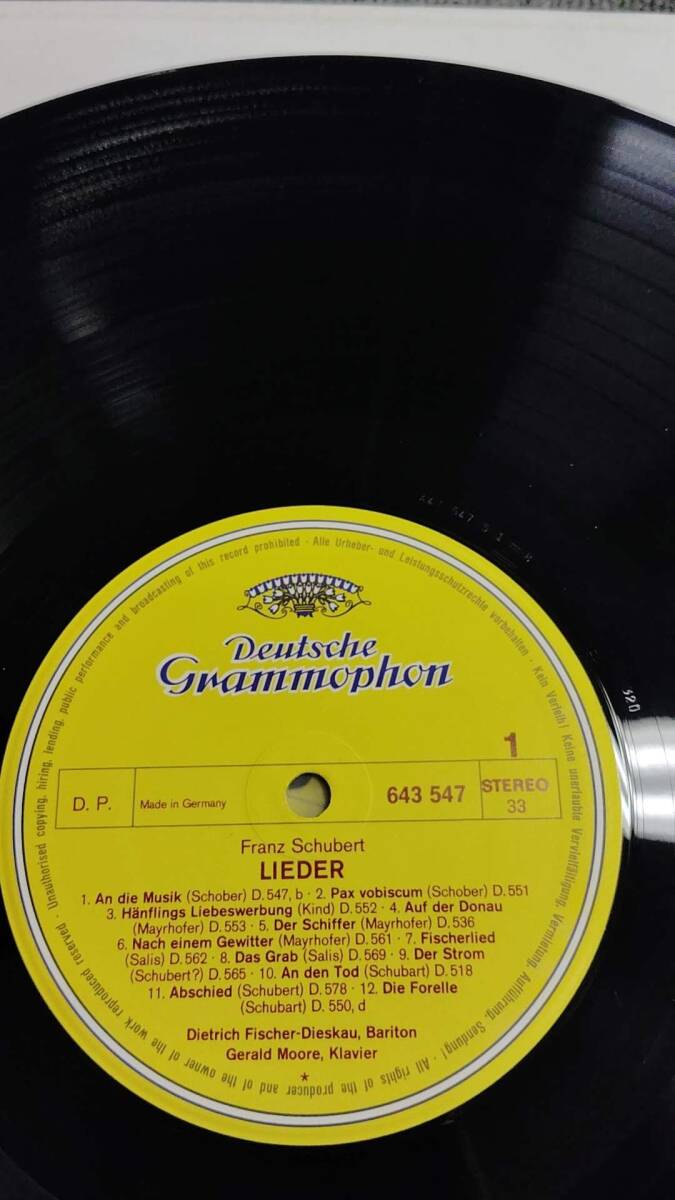 Deutsche
Grammophon
1
D. P.
Made in Germany
643 547
STEREO
33
Franz Schubert
LIEDER
1. An die Musik (Schober) D. 547, b · 2. Pax vobiscum (Schober) D. 551
3. Hänflings Liebeswerbung (Kind) D. 552 · 4. Auf der Donau
(Mayrhofer) D. 553 · 5. Der Schiffer (Mayrhofer) D. 536
6. Nach einem Gewitter (Mayrhofer) D. 561 · 7. Fischerlied
(Salis) D. 562 · 8. Das Grab (Salis) D. 569 · 9. Der Strom
(Schubert?) D. 565 · 10. An den Tod (Schubart) D. 518
11. Abschied (Schubert) D. 578 · 12. Die Forelle
(Schubart) D. 550, d
Dietrich Fischer-Dieskau, Bariton
Gerald Moore, Klavier
*
Alle Urheber- und Leistungsschutzrechte vorbehalten · Kein Verleih! Keine unerlaubte Vervielfältigung, Vermietung, Aufführung, Sendung! · All rights of the producer and of the owner of the work reproduced reserved · Unauthorised copying, hiring, lending, public performance and broadcasting of this record prohibited ·
320